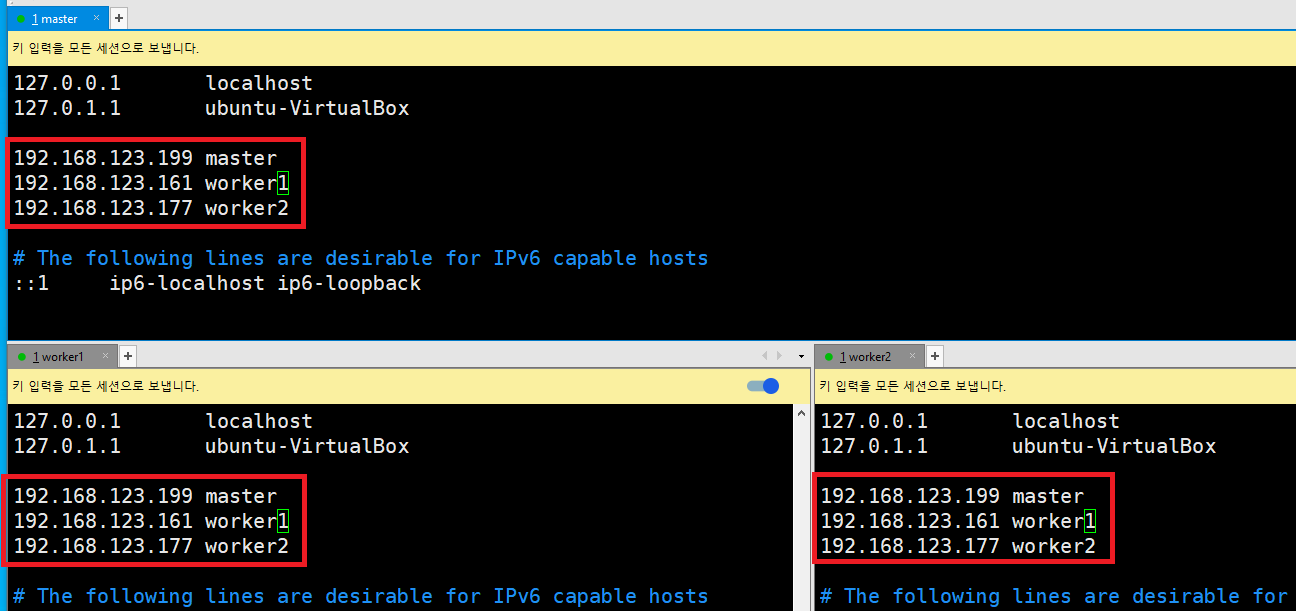 1 master × +
키 입력을 모든 세션으로 보냅니다.
127.0.0.1 localhost
127.0.1.1 ubuntu-VirtualBox
192.168.123.199 master
192.168.123.161 worker1
192.168.123.177 worker2
# The following lines are desirable for IPv6 capable hosts
::1 ip6-localhost ip6-loopback
1 worker1 × +
키 입력을 모든 세션으로 보냅니다.
127.0.0.1 localhost
127.0.1.1 ubuntu-VirtualBox
192.168.123.199 master
192.168.123.161 worker1
192.168.123.177 worker2
# The following lines are desirable for IPv6 capable hosts
1 worker2 × +
키 입력을 모든 세션으로 보냅니다.
127.0.0.1 localhost
127.0.1.1 ubuntu-VirtualBox
192.168.123.199 master
192.168.123.161 worker1
192.168.123.177 worker2
# The following lines are desirable for